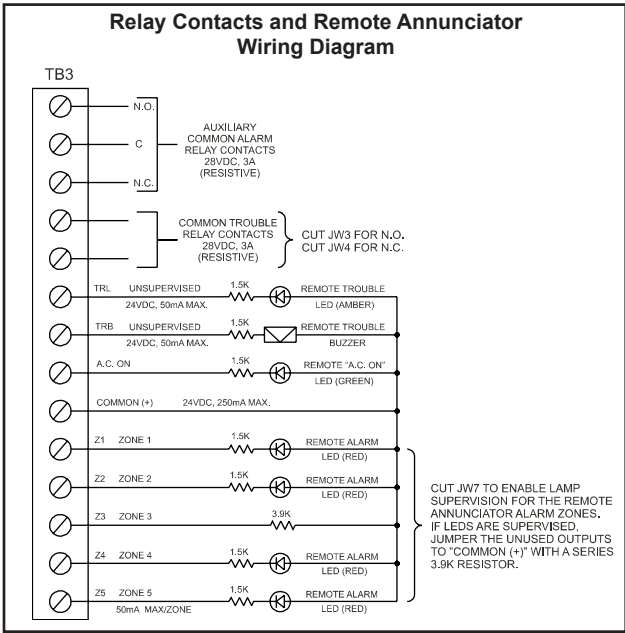 Relay Contacts and Remote Annunciator
Wiring Diagram
TB3
N.O.
C
N.C.
AUXILIARY
COMMON ALARM
RELAY CONTACTS
28VDC, 3A
(RESISTIVE)
COMMON TROUBLE
RELAY CONTACTS
28VDC, 3A
(RESISTIVE)
CUT JW3 FOR N.O.
CUT JW4 FOR N.C.
TRL UNSUPERVISED 1.5K REMOTE TROUBLE
24VDC, 50mA MAX. LED (AMBER)
TRB UNSUPERVISED 1.5K REMOTE TROUBLE
24VDC, 50mA MAX. BUZZER
A.C. ON 1.5K REMOTE "A.C. ON"
LED (GREEN)
COMMON (+) 24VDC, 250mA MAX.
Z1 ZONE 1 1.5K REMOTE ALARM
LED (RED)
Z2 ZONE 2 1.5K REMOTE ALARM
LED (RED)
Z3 ZONE 3 3.9K
Z4 ZONE 4 1.5K REMOTE ALARM
LED (RED)
Z5 ZONE 5 1.5K REMOTE ALARM
50mA MAX/ZONE LED (RED)
CUT JW7 TO ENABLE LAMP
SUPERVISION FOR THE REMOTE
ANNUNCIATOR ALARM ZONES.
IF LEDS ARE SUPERVISED,
JUMPER THE UNUSED OUTPUTS
TO "COMMON (+)" WITH A SERIES
3.9K RESISTOR.